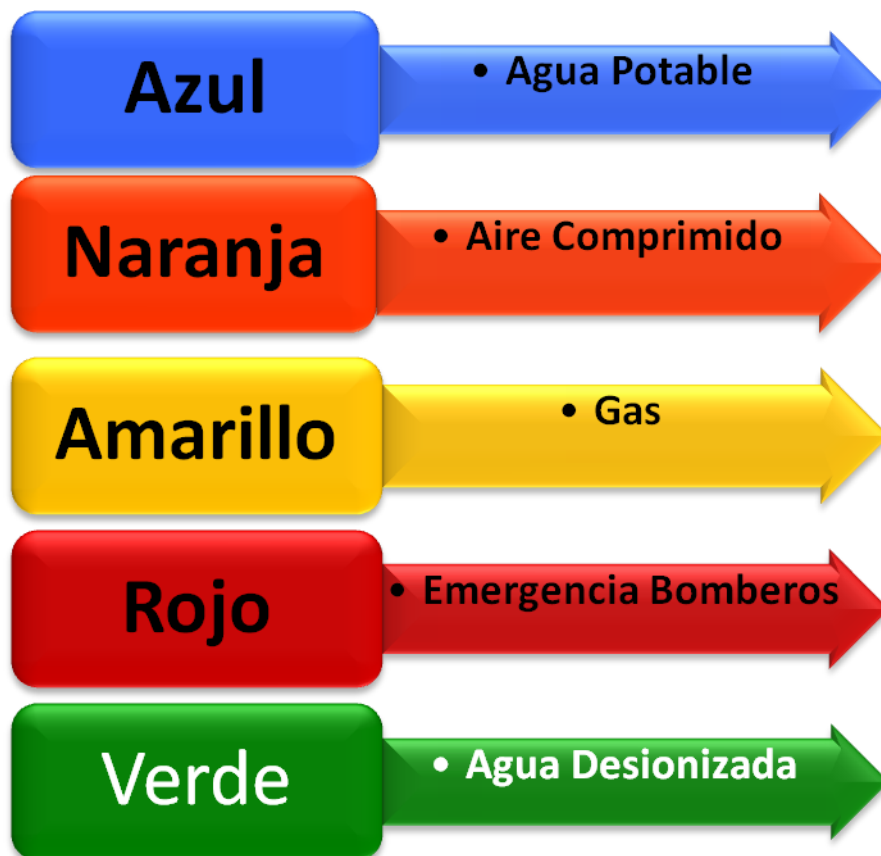 Azul
• Agua Potable
Naranja
• Aire Comprimido
Amarillo
• Gas
Rojo
• Emergencia Bomberos
Verde
• Agua Desionizada